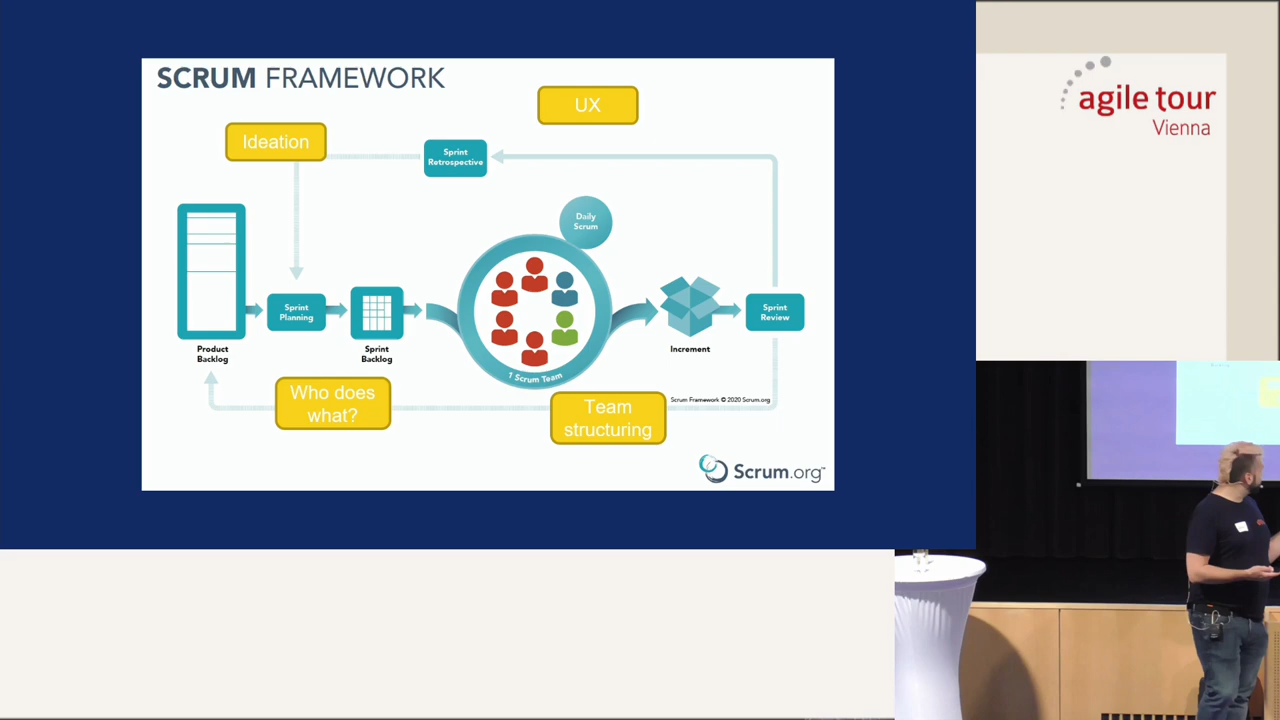 SCRUM FRAMEWORK
UX
Ideation
Sprint
Retrospective
Daily
Scrum
Sprint
Planning
Sprint
Review
Product
Backlog
Sprint
Backlog
Increment
1 Scrum Team
Who does
what?
Team
structuring
Scrum Framework © 2020 Scrum.org
Scrum.org™
agile tour
Vienna